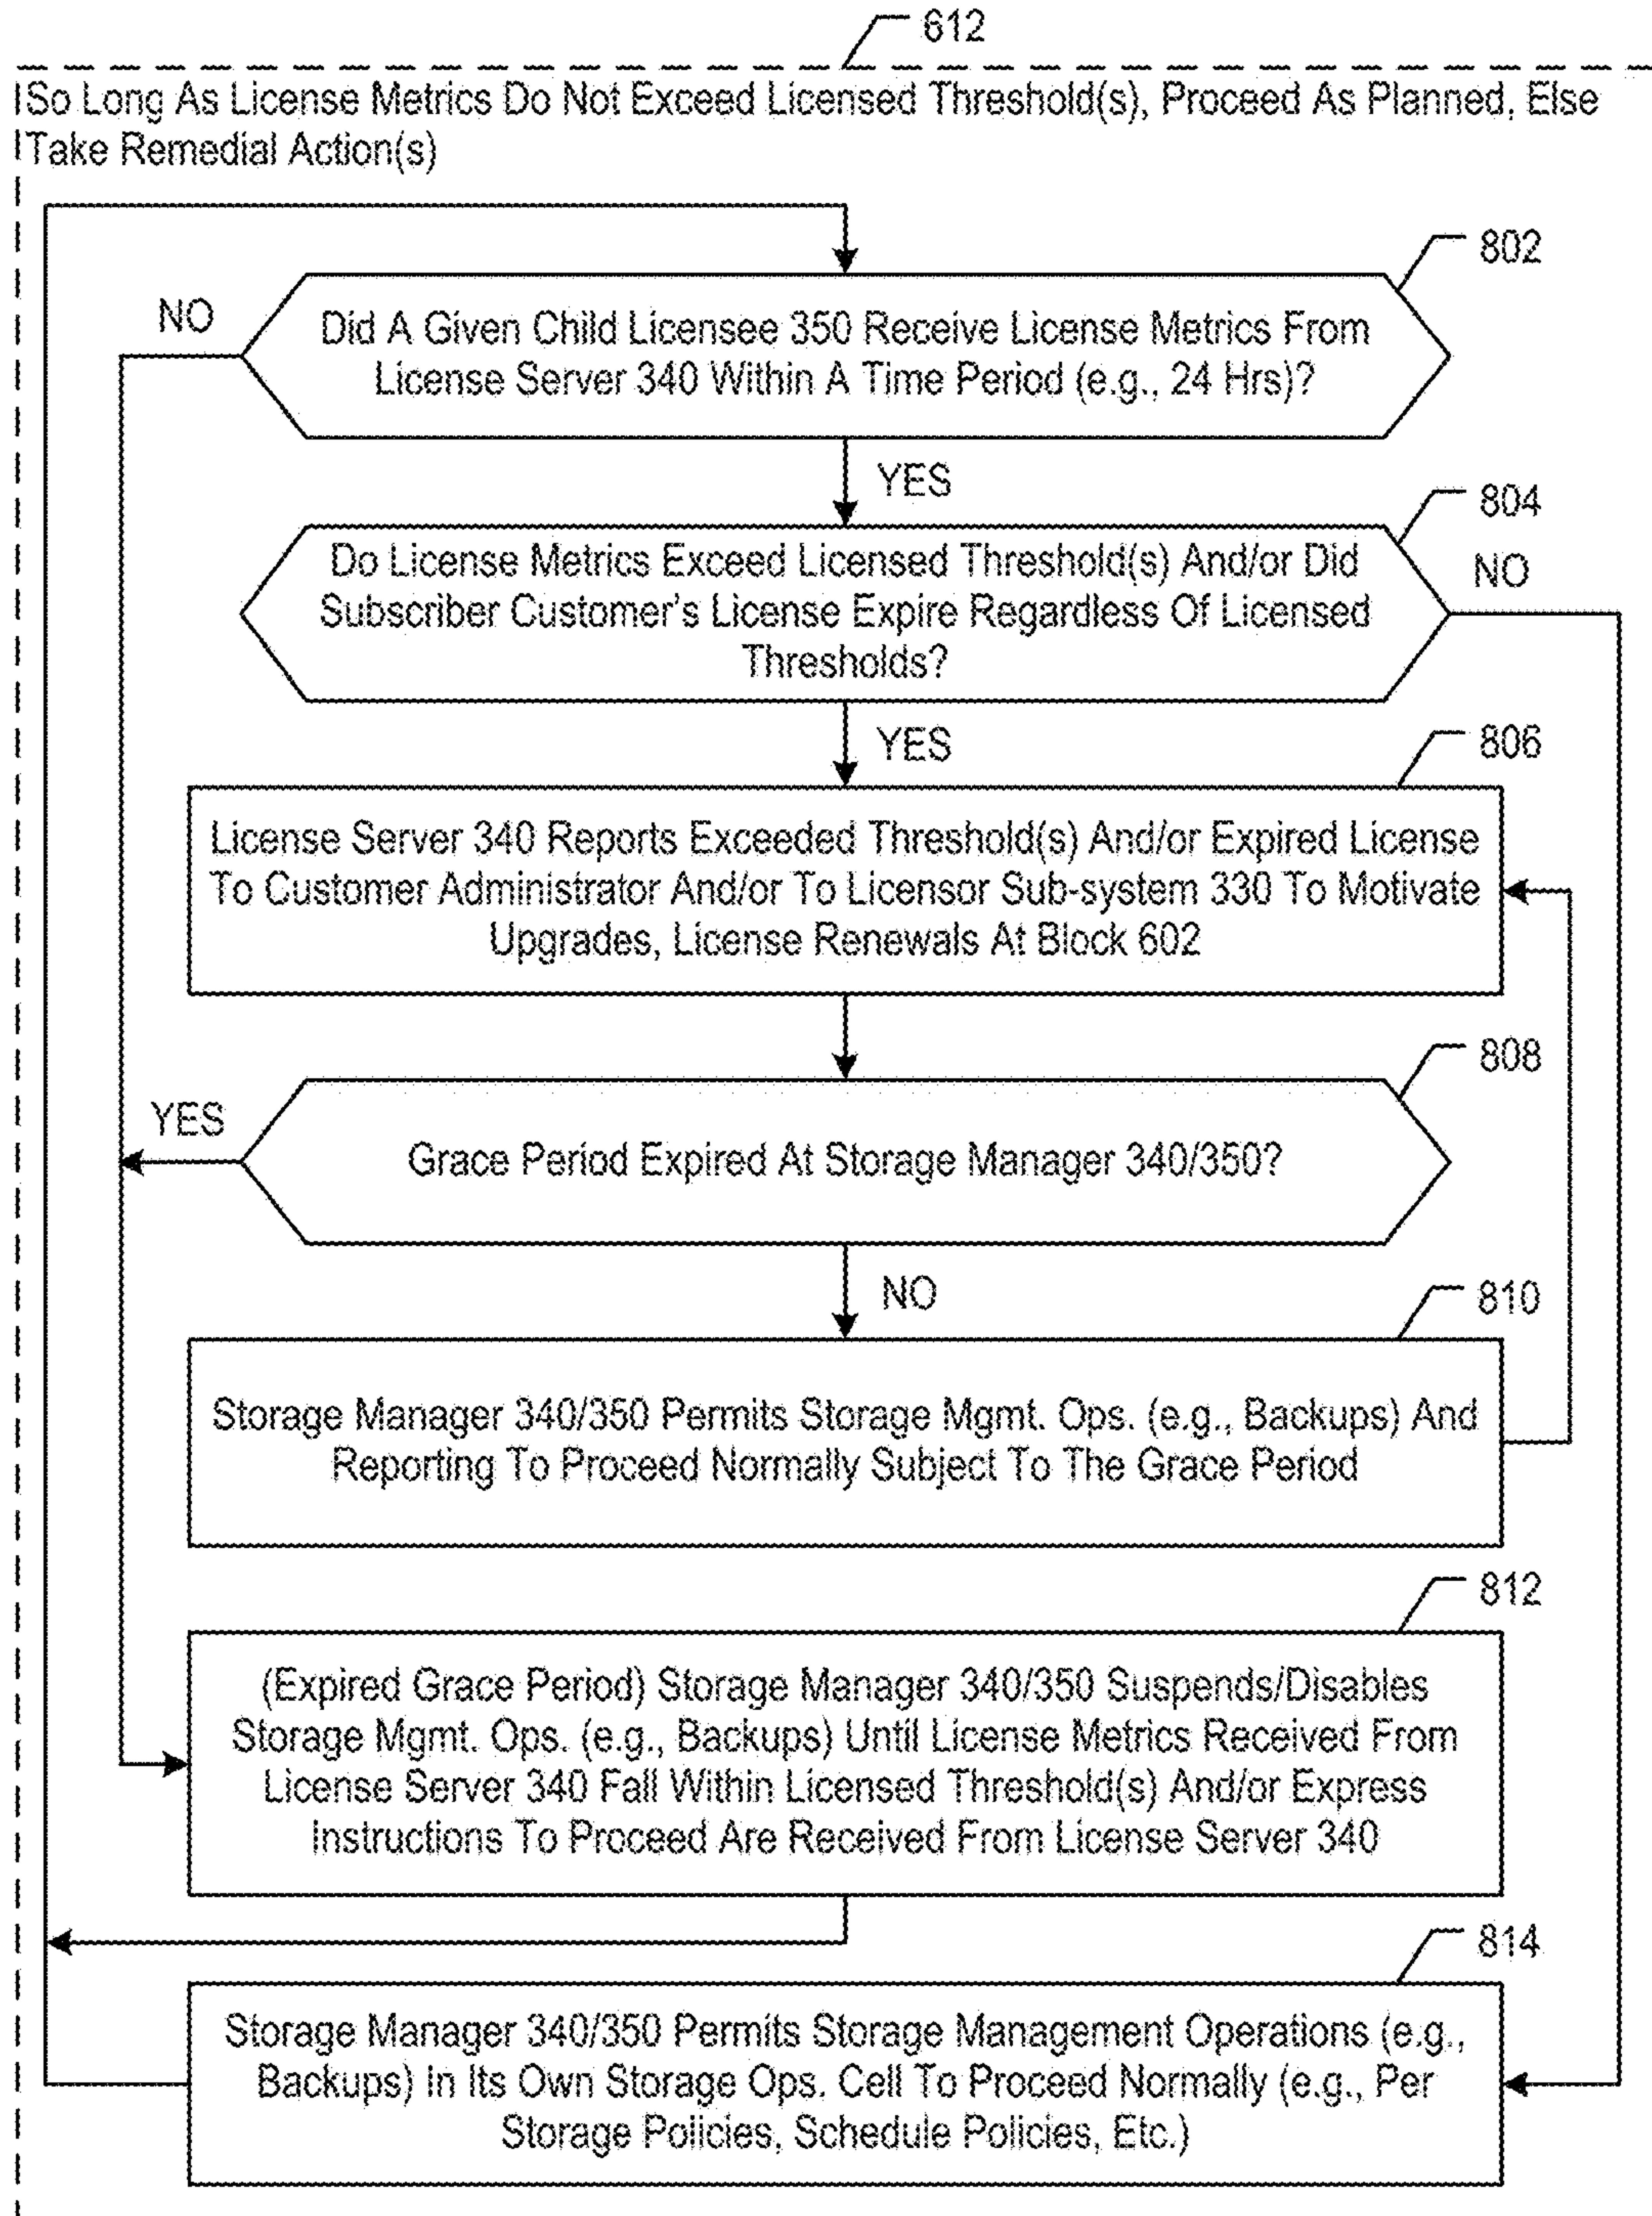 612
So Long As License Metrics Do Not Exceed Licensed Threshold(s), Proceed As Planned, Else
Take Remedial Action(s)
802
NO
Did A Given Child Licensee 350 Receive License Metrics From
License Server 340 Within A Time Period (e.g., 24 Hrs)?
YES
804
Do License Metrics Exceed Licensed Threshold(s) And/or Did
Subscriber Customer's License Expire Regardless Of Licensed
Thresholds?
NO
YES
806
License Server 340 Reports Exceeded Threshold(s) And/or Expired License
To Customer Administrator And/or To Licensor Sub-system 330 To Motivate
Upgrades, License Renewals At Block 602
808
YES
Grace Period Expired At Storage Manager 340/350?
NO
810
Storage Manager 340/350 Permits Storage Mgmt. Ops. (e.g., Backups) And
Reporting To Proceed Normally Subject To The Grace Period
812
(Expired Grace Period) Storage Manager 340/350 Suspends/Disables
Storage Mgmt. Ops. (e.g., Backups) Until License Metrics Received From
License Server 340 Fall Within Licensed Threshold(s) And/or Express
Instructions To Proceed Are Received From License Server 340
814
Storage Manager 340/350 Permits Storage Management Operations (e.g.,
Backups) In Its Own Storage Ops. Cell To Proceed Normally (e.g., Per
Storage Policies, Schedule Policies, Etc.)